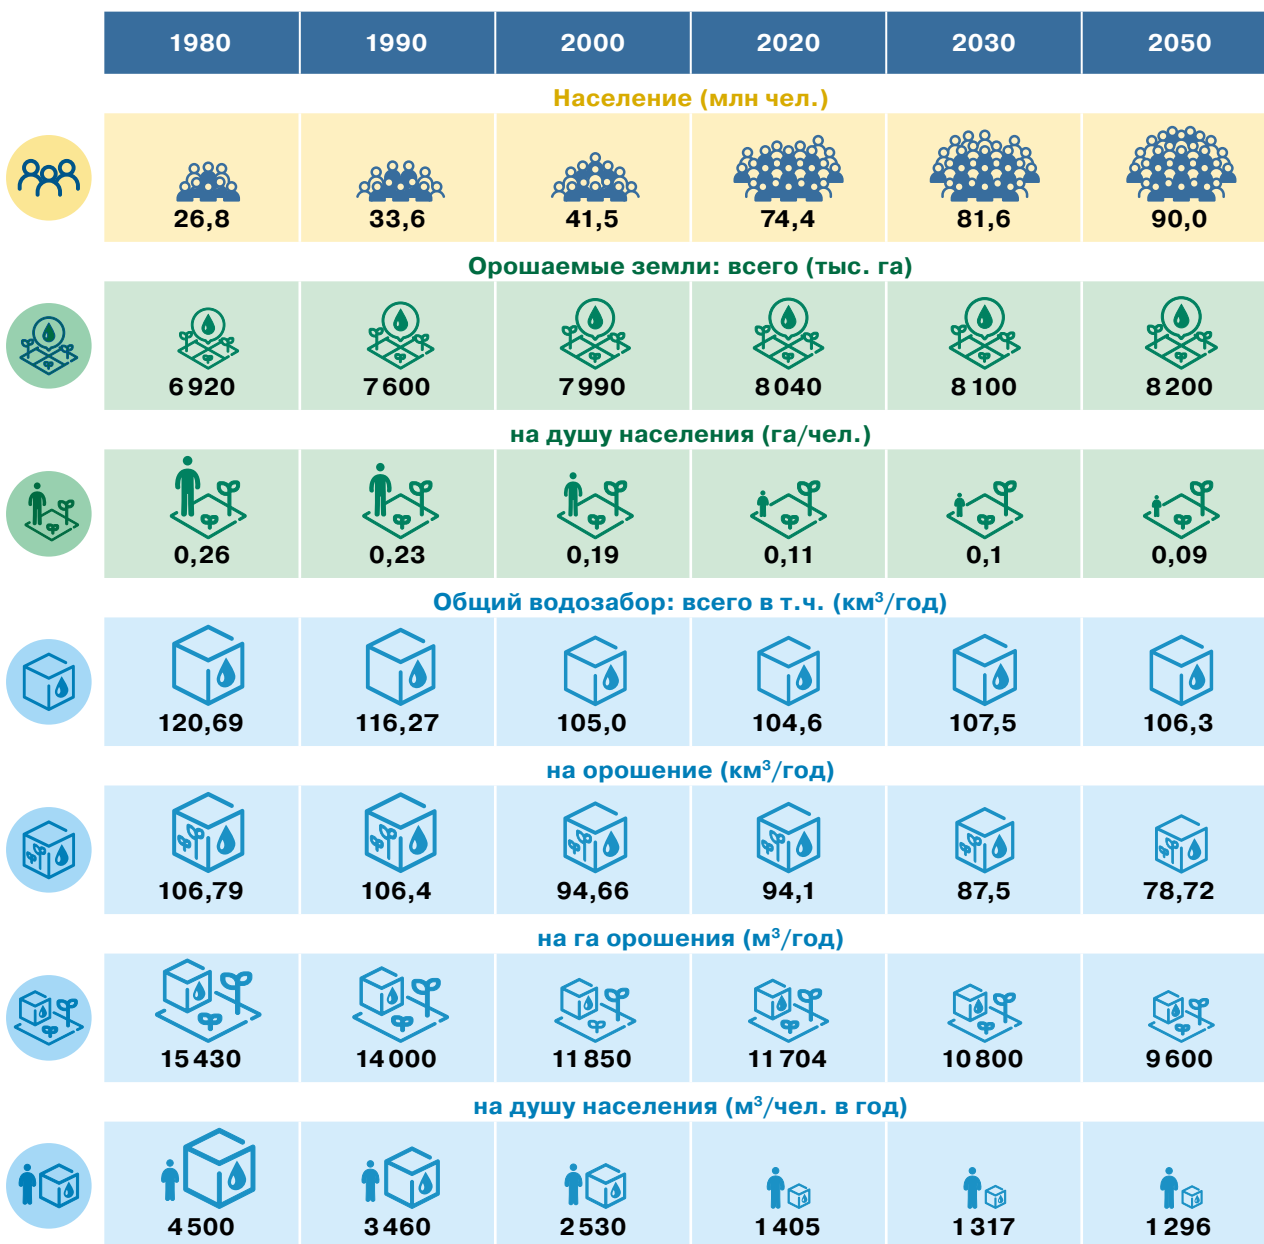 1980 1990 2000 2020 2030 2050
Население (млн чел.)
26,8 33,6 41,5 74,4 81,6 90,0
Орошаемые земли: всего (тыс. га)
6 920 7 600 7 990 8 040 8 100 8 200
на душу населения (га/чел.)
0,26 0,23 0,19 0,11 0,1 0,09
Общий водозабор: всего в т.ч. (км³/год)
120,69 116,27 105,0 104,6 107,5 106,3
на орошение (км³/год)
106,79 106,4 94,66 94,1 87,5 78,72
на га орошения (м³/год)
15 430 14 000 11 850 11 704 10 800 9 600
на душу населения (м³/чел. в год)
4 500 3 460 2 530 1 405 1 317 1 296